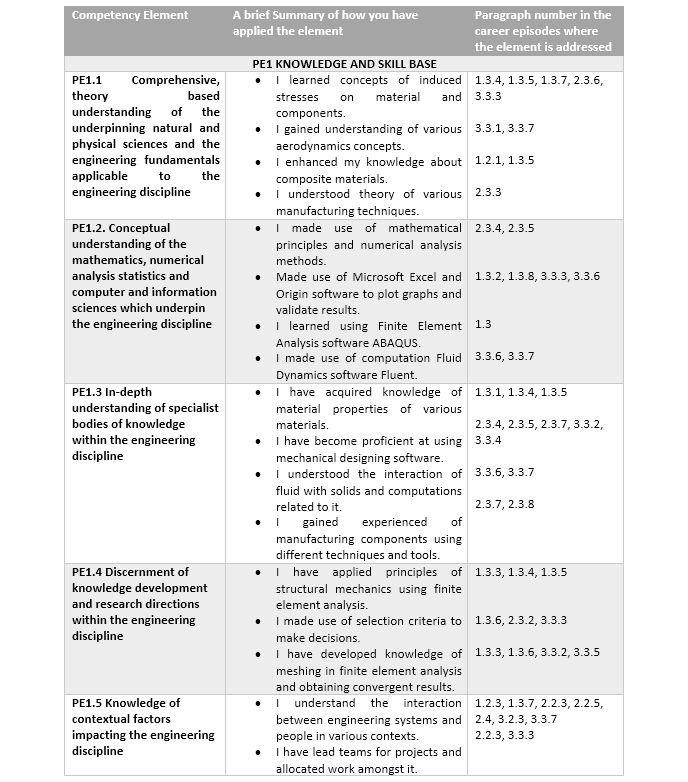 Competency Element
A brief Summary of how you have
applied the element
Paragraph number in the
career episodes where
the element is addressed
PE1 KNOWLEDGE AND SKILL BASE
PE1.1 Comprehensive,
theory based
understanding of the
underpinning natural and
physical sciences and the
engineering fundamentals
applicable to the
engineering discipline
• I learned concepts of induced
stresses on material and
components.
• I gained understanding of various
aerodynamics concepts.
• I enhanced my knowledge about
composite materials.
• I understood theory of various
manufacturing techniques.
1.3.4, 1.3.5, 1.3.7, 2.3.6,
3.3.3
3.3.1, 3.3.7
1.2.1, 1.3.5
2.3.3
PE1.2. Conceptual
understanding of the
mathematics, numerical
analysis statistics and
computer and information
sciences which underpin
the engineering discipline
• I made use of mathematical
principles and numerical analysis
methods.
• Made use of Microsoft Excel and
Origin software to plot graphs and
validate results.
• I learned using Finite Element
Analysis software ABAQUS.
• I made use of computation Fluid
Dynamics software Fluent.
2.3.4, 2.3.5
1.3.2, 1.3.8, 3.3.3, 3.3.6
1.3
3.3.6, 3.3.7
PE1.3 In-depth
understanding of specialist
bodies of knowledge
within the engineering
discipline
• I have acquired knowledge of
material properties of various
materials.
• I have become proficient at using
mechanical designing software.
• I understood the interaction of
fluid with solids and computations
related to it.
• I gained experienced of
manufacturing components using
different techniques and tools.
1.3.1, 1.3.4, 1.3.5
2.3.4, 2.3.5, 2.3.7, 3.3.2,
3.3.4
3.3.6, 3.3.7
2.3.7, 2.3.8
PE1.4 Discernment of
knowledge development
and research directions
within the engineering
discipline
• I have applied principles of
structural mechanics using finite
element analysis.
• I made use of selection criteria to
make decisions.
• I have developed knowledge of
meshing in finite element analysis
and obtaining convergent results.
1.3.3, 1.3.4, 1.3.5
1.3.6, 2.3.2, 3.3.3
1.3.3, 1.3.6, 3.3.2, 3.3.5
PE1.5 Knowledge of
contextual factors
impacting the engineering
discipline
• I understand the interaction
between engineering systems and
people in various contexts.
• I have lead teams for projects and
allocated work amongst it.
1.2.3, 1.3.7, 2.2.3, 2.2.5,
2.4, 3.2.3, 3.3.7
2.2.3, 3.3.3